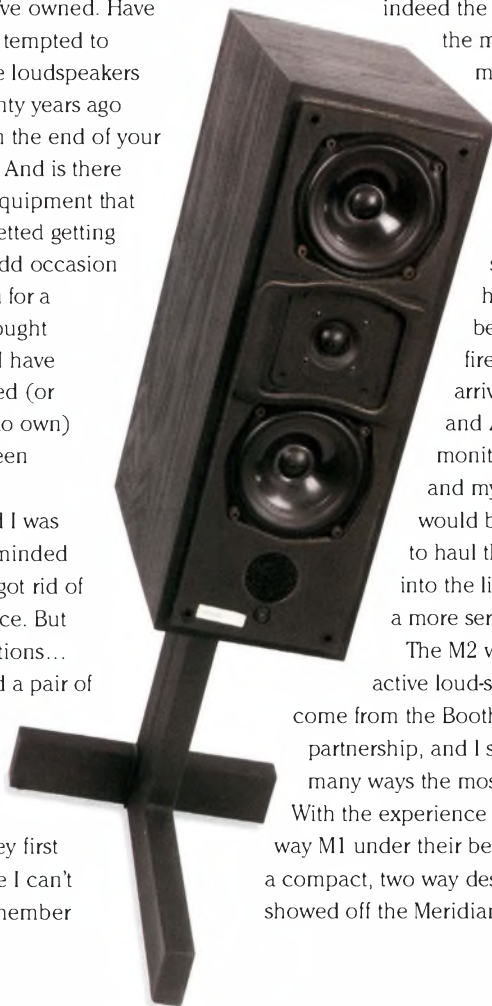 've owned. Have
tempted to
e loudspeakers
nty years ago
n the end of your
And is there
quipment that
etted getting
dd occasion
n for a
ought
I have
ed (or
o own)
een
d I was
minded
got rid of
ce. But
tions...
d a pair of
ey first
e I can't
member
indeed the
the m
m
s
h
be
fire
arriv
and A
monit
and my
would b
to haul th
into the li
a more ser
The M2 w
active loud-s
come from the Booth
partnership, and I s
many ways the mos
With the experience
way M1 under their be
a compact, two way des
showed off the Meridian